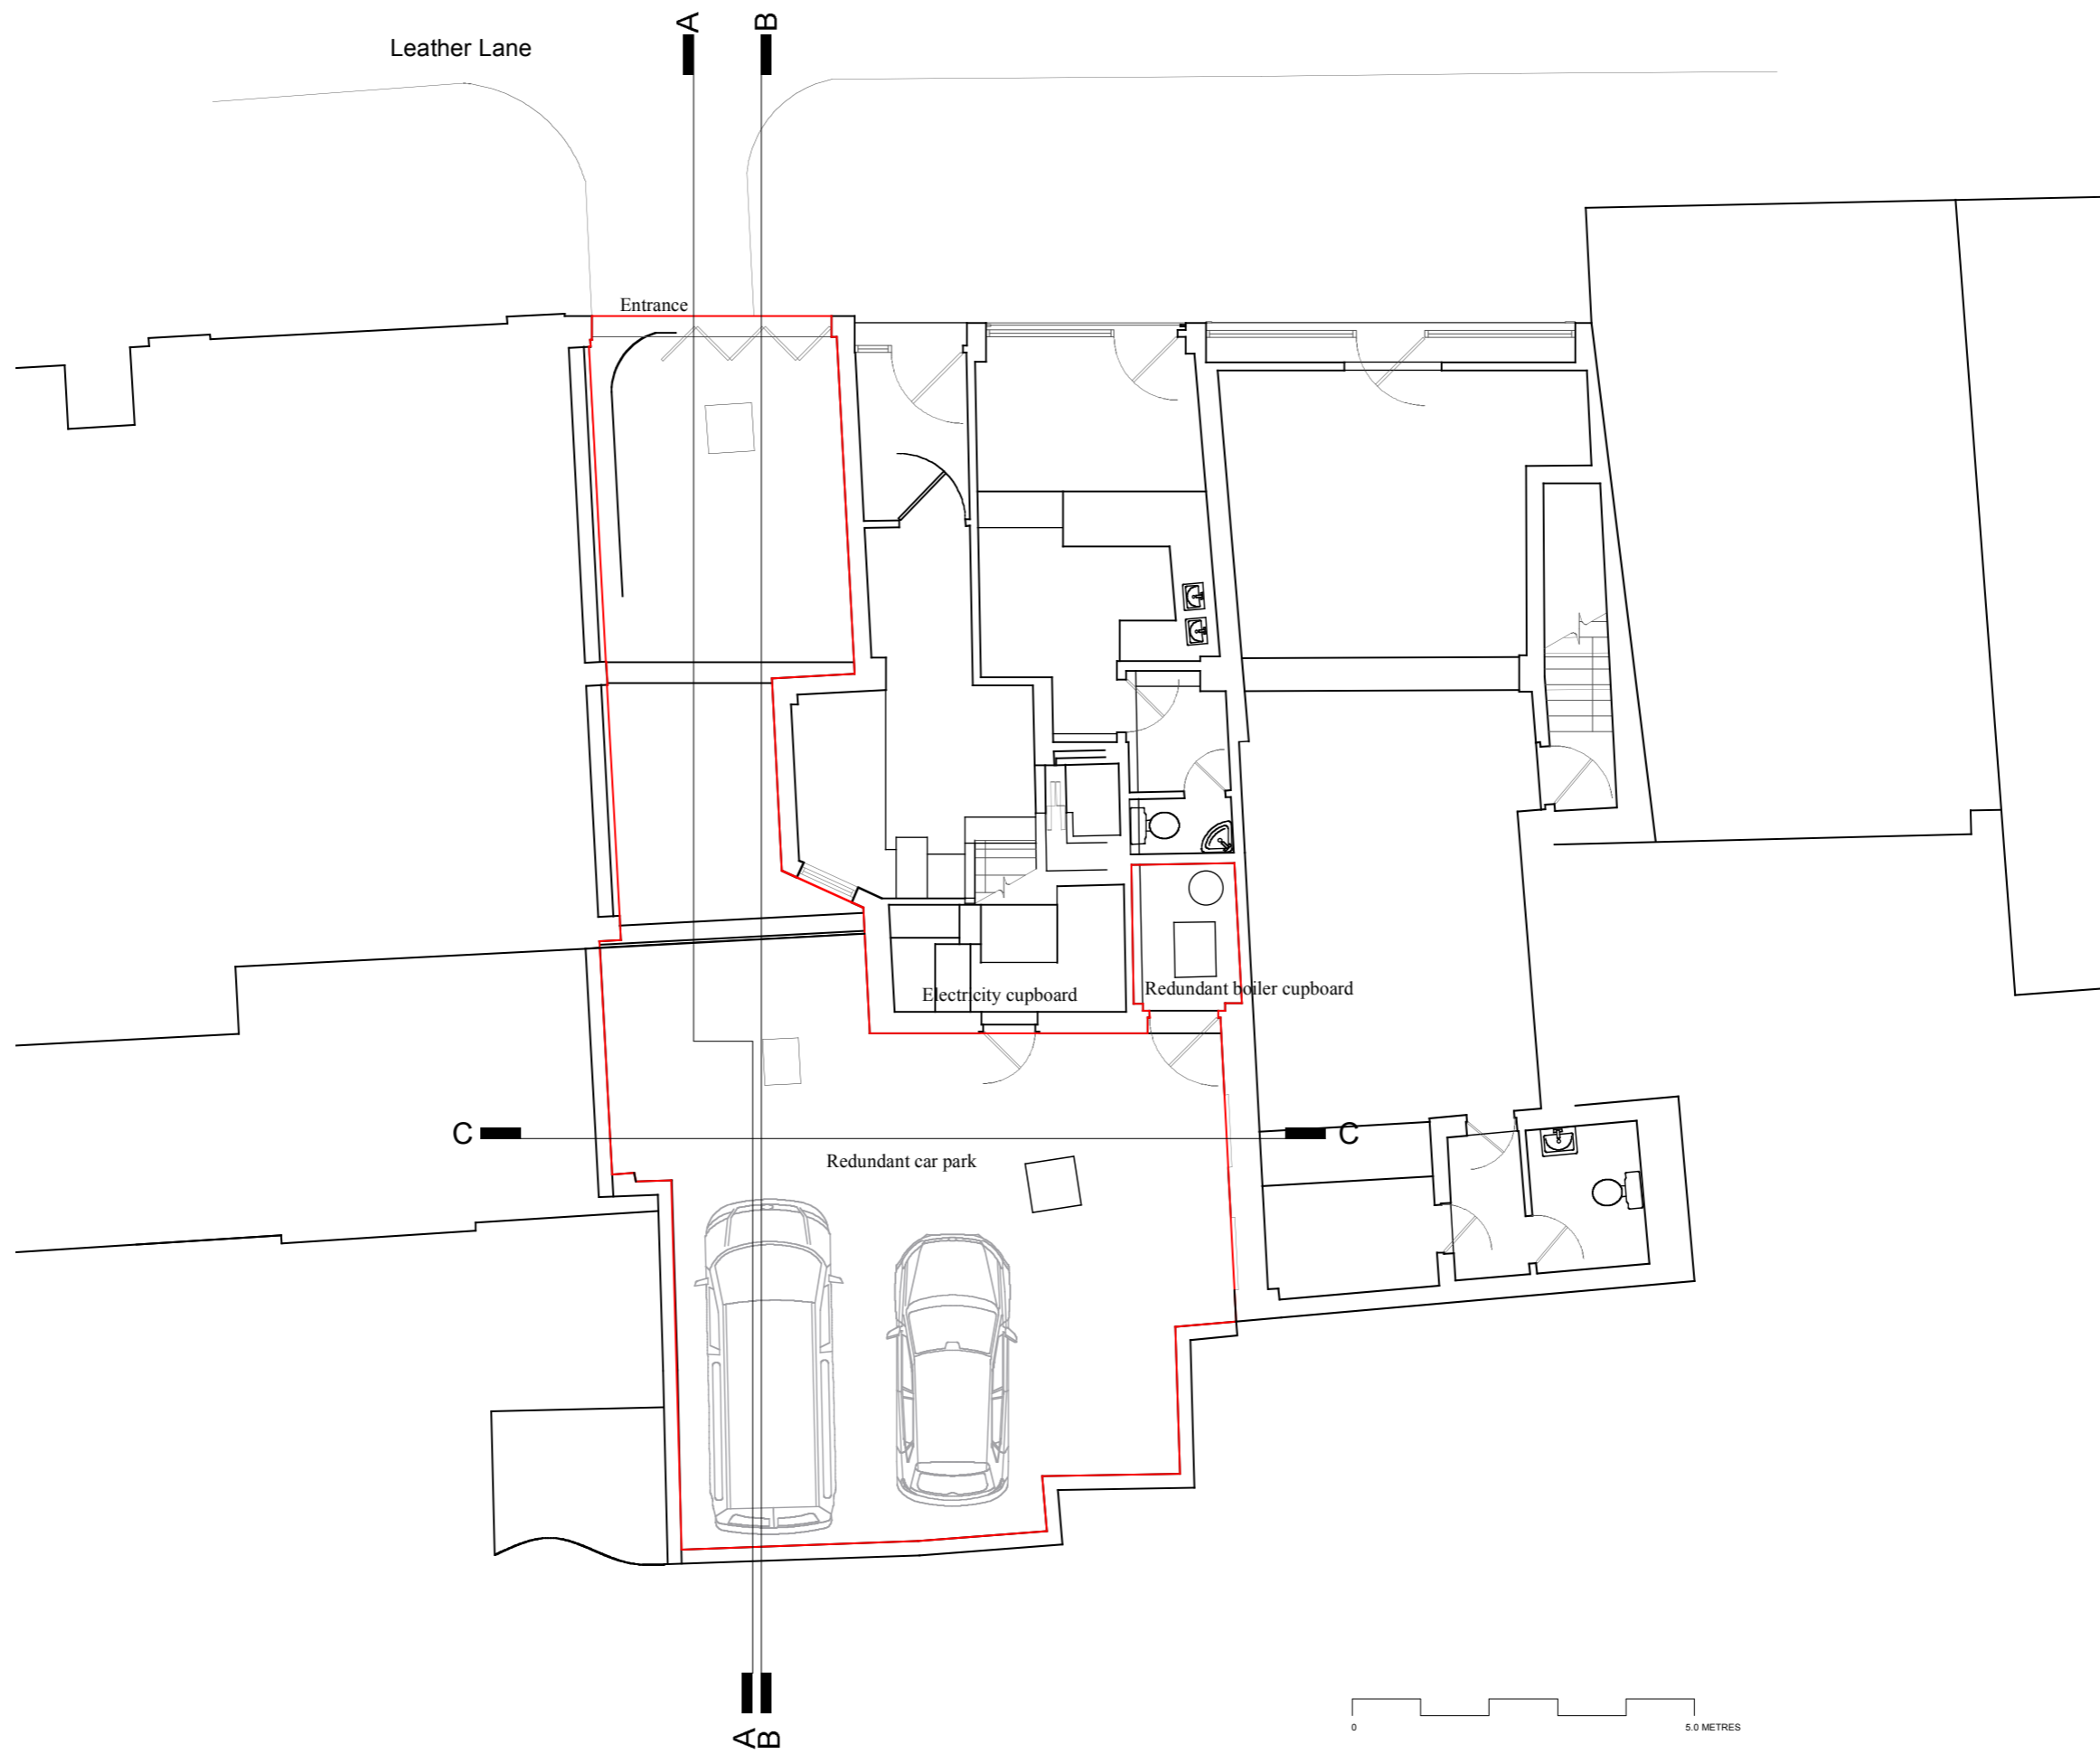 A
B
Leather Lane
Entrance
Electricity cupboard
Redundant boiler cupboard
C
C
Redundant car park
0
5.0 METRES
A
B